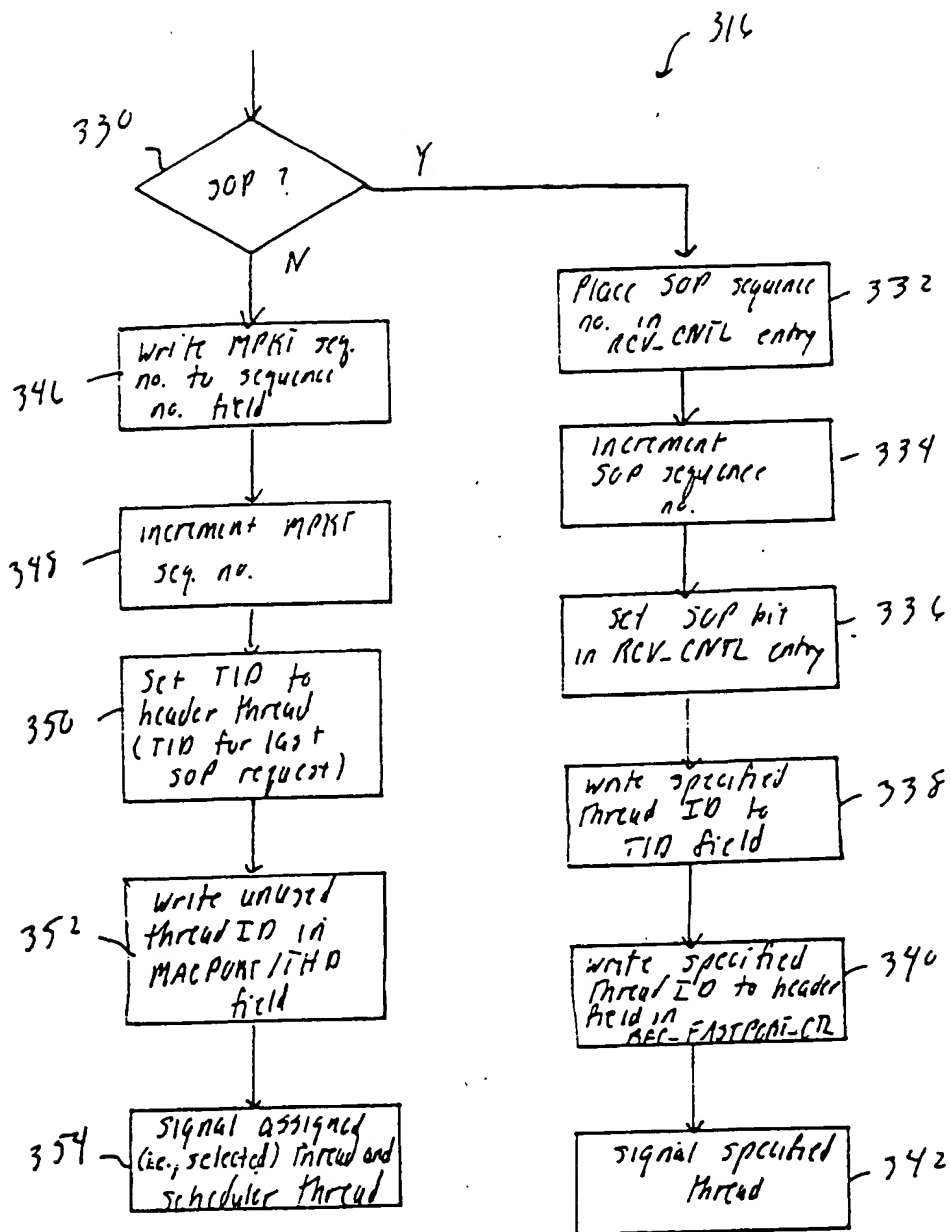 316
330
SOP ?
Y
N
Place SOP sequence
no. in
RCV_CNTL entry
332
increment
SOP sequence
no.
334
set SOP bit
in RCV_CNTL entry
336
write specified
thread ID to
TID field
338
write specified
thread ID to header
field in
REC_FASTPORT_CTL
340
signal specified
thread
342
346
write MPKT seq.
no. to sequence
no. field
348
increment MPKT
seq. no.
350
Set TID to
header thread
(TID for last
SOP request)
352
write unused
thread ID in
MACPORT/THD
field
354
signal assigned
(i.e., selected) thread and
scheduler thread